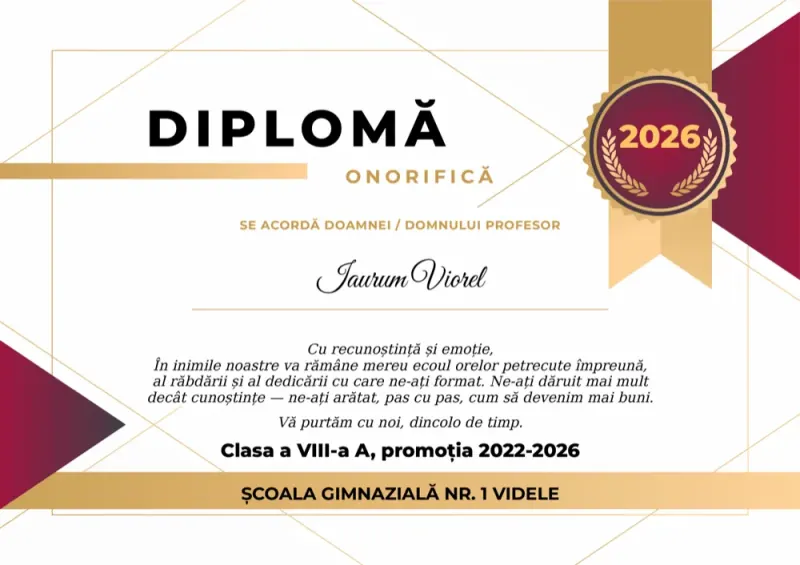 DIPLOMĂ
2026
ONORIFICĂ
SE ACORDĂ DOAMNEI / DOMNULUI PROFESOR
Jaurum Viorel
Cu recunoștință și emoție,
În inimile noastre va rămâne mereu ecoul orelor petrecute împreună,
al răbdării și al dedicării cu care ne-ați format. Ne-ați dăruit mai mult
decât cunoștințe — ne-ați arătat, pas cu pas, cum să devenim mai buni.
Vă purtăm cu noi, dincolo de timp.
Clasa a VIII-a A, promoția 2022-2026
ȘCOALA GIMNAZIALĂ NR. 1 VIDELE